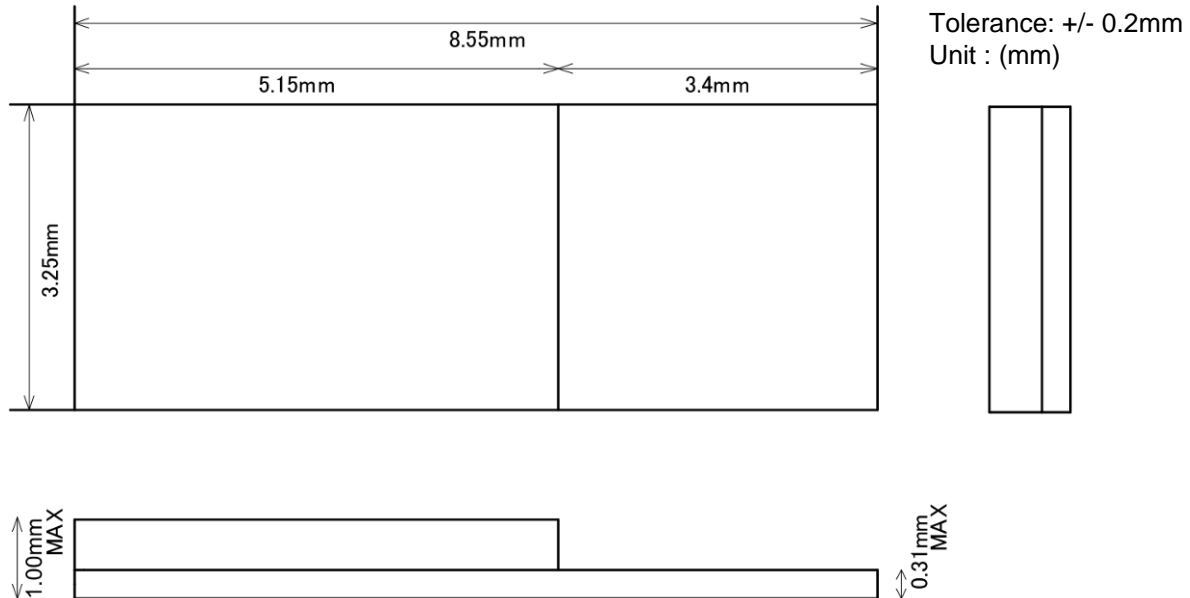 8.55mm
Tolerance: +/- 0.2mm
Unit : (mm)
5.15mm
3.4mm
3.25mm
1.00mm
MAX
0.31mm
MAX